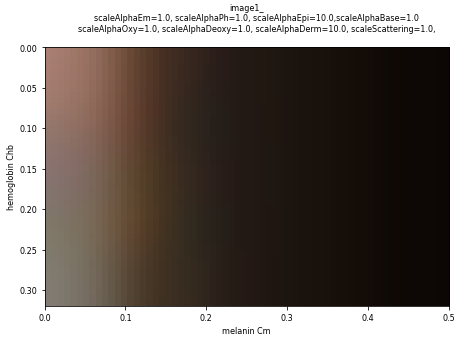 image1_
scaleAlphaEm=1.0, scaleAlphaPh=1.0, scaleAlphaEpi=10.0,scaleAlphaBase=1.0
scaleAlphaOxy=1.0, scaleAlphaDeoxy=1.0, scaleAlphaDerm=10.0, scaleScattering=1.0,
0.00
0.05
0.10
0.15
0.20
0.25
0.30
hemoglobin Chb
0.0
0.1
0.2
0.3
0.4
0.5
melanin Cm